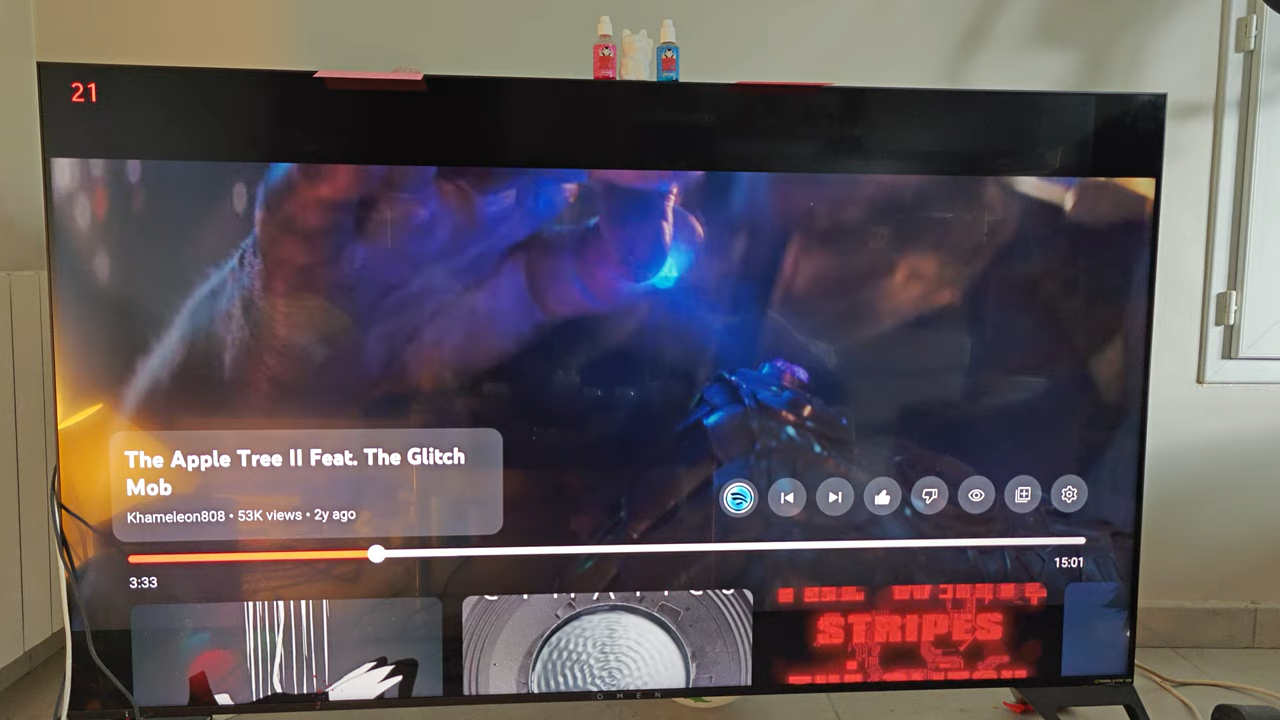 21
The Apple Tree II Feat. The Glitch
Mob
Khameleon808 • 53K views • 2y ago
3:33
15:01
STRIPES
OMEN